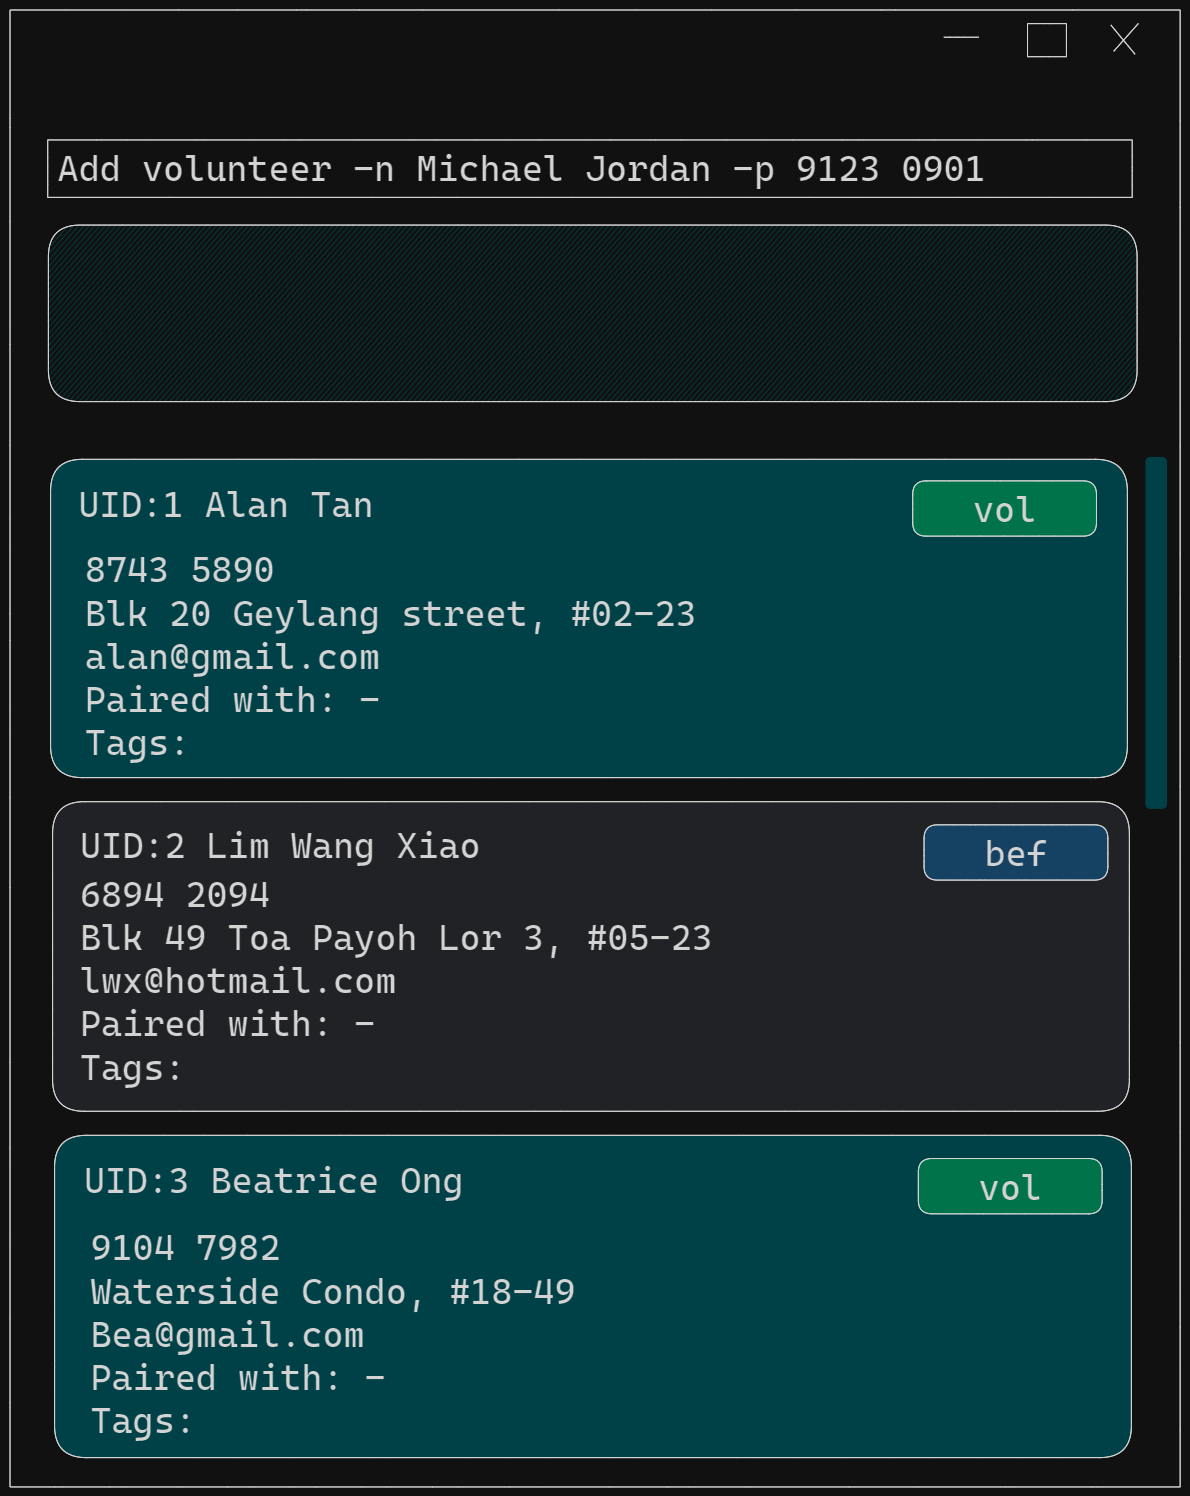 Add volunteer -n Michael Jordan -p 9123 0901
UID:1 Alan Tan
vol
8743 5890
Blk 20 Geylang street, #02-23
alan@gmail.com
Paired with: -
Tags:
UID:2 Lim Wang Xiao
bef
6894 2094
Blk 49 Toa Payoh Lor 3, #05-23
lwx@hotmail.com
Paired with: -
Tags:
UID:3 Beatrice Ong
vol
9104 7982
Waterside Condo, #18-49
Bea@gmail.com
Paired with: -
Tags: